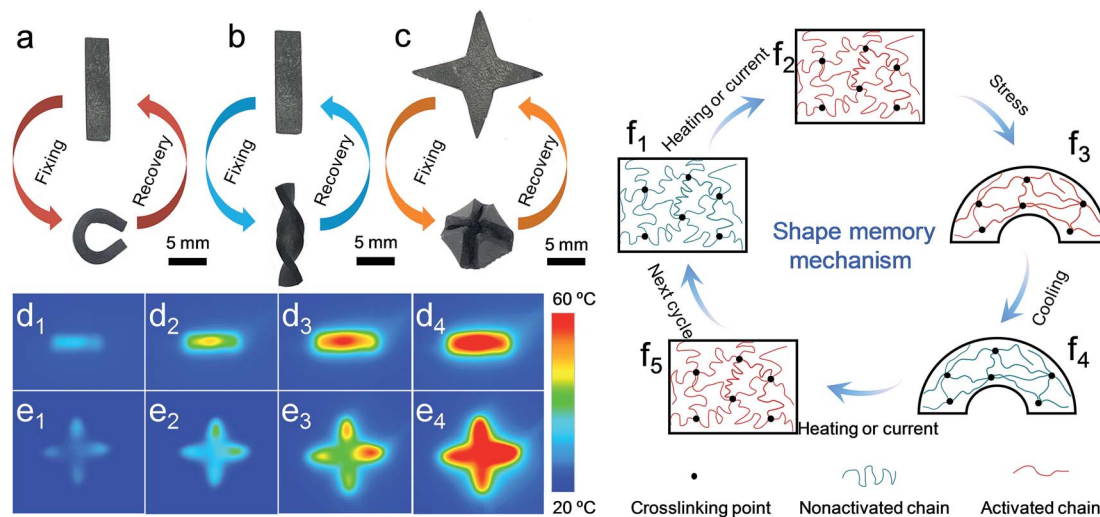 a
b
c
Fixing
Recovery
Fixing
Recovery
Fixing
Recovery
5 mm
5 mm
5 mm
d1
d2
d3
d4
60 ºC
e1
e2
e3
e4
20 ºC
f1
Heating or current
f2
Stress
f3
Shape memory
mechanism
Cooling
f4
Heating or current
f5
Next cycle
Crosslinking point
Nonactivated chain
Activated chain